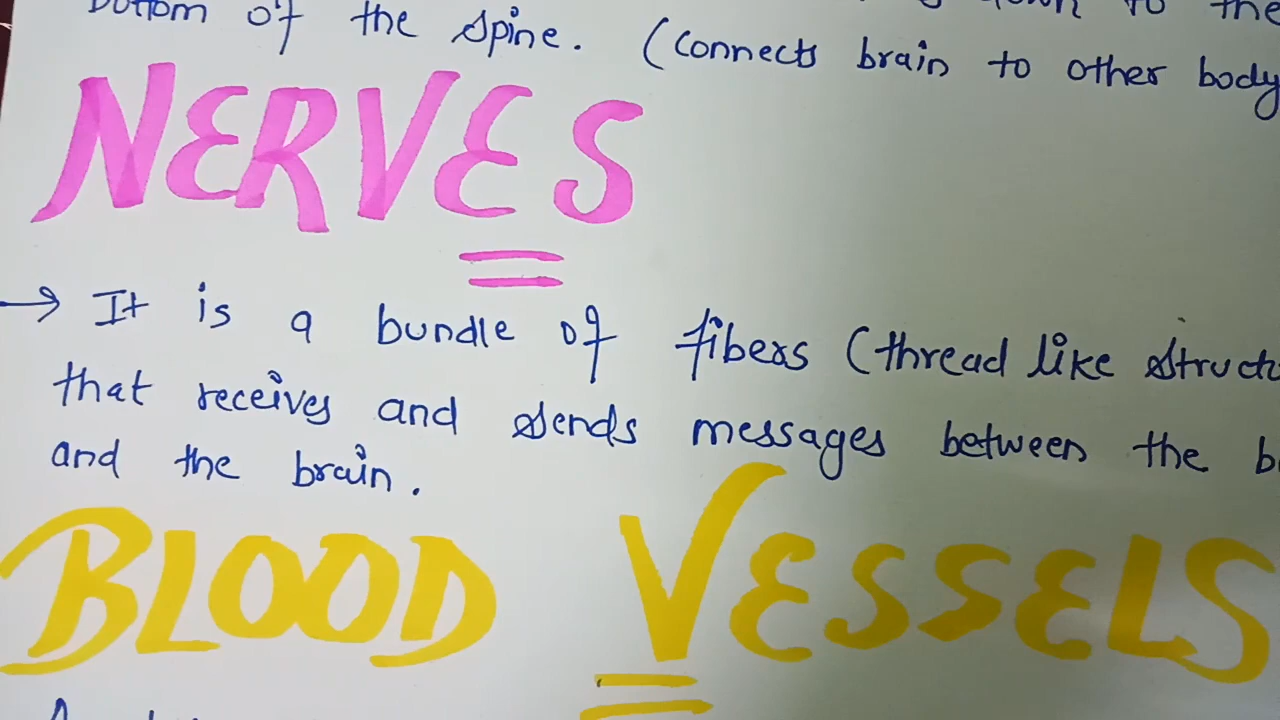 bottom of the spine. (connects brain to other body
NERVES
→ It is a bundle of fibers (thread like
that receives and sends messages between the
and the brain.
BLOOD VESSELS